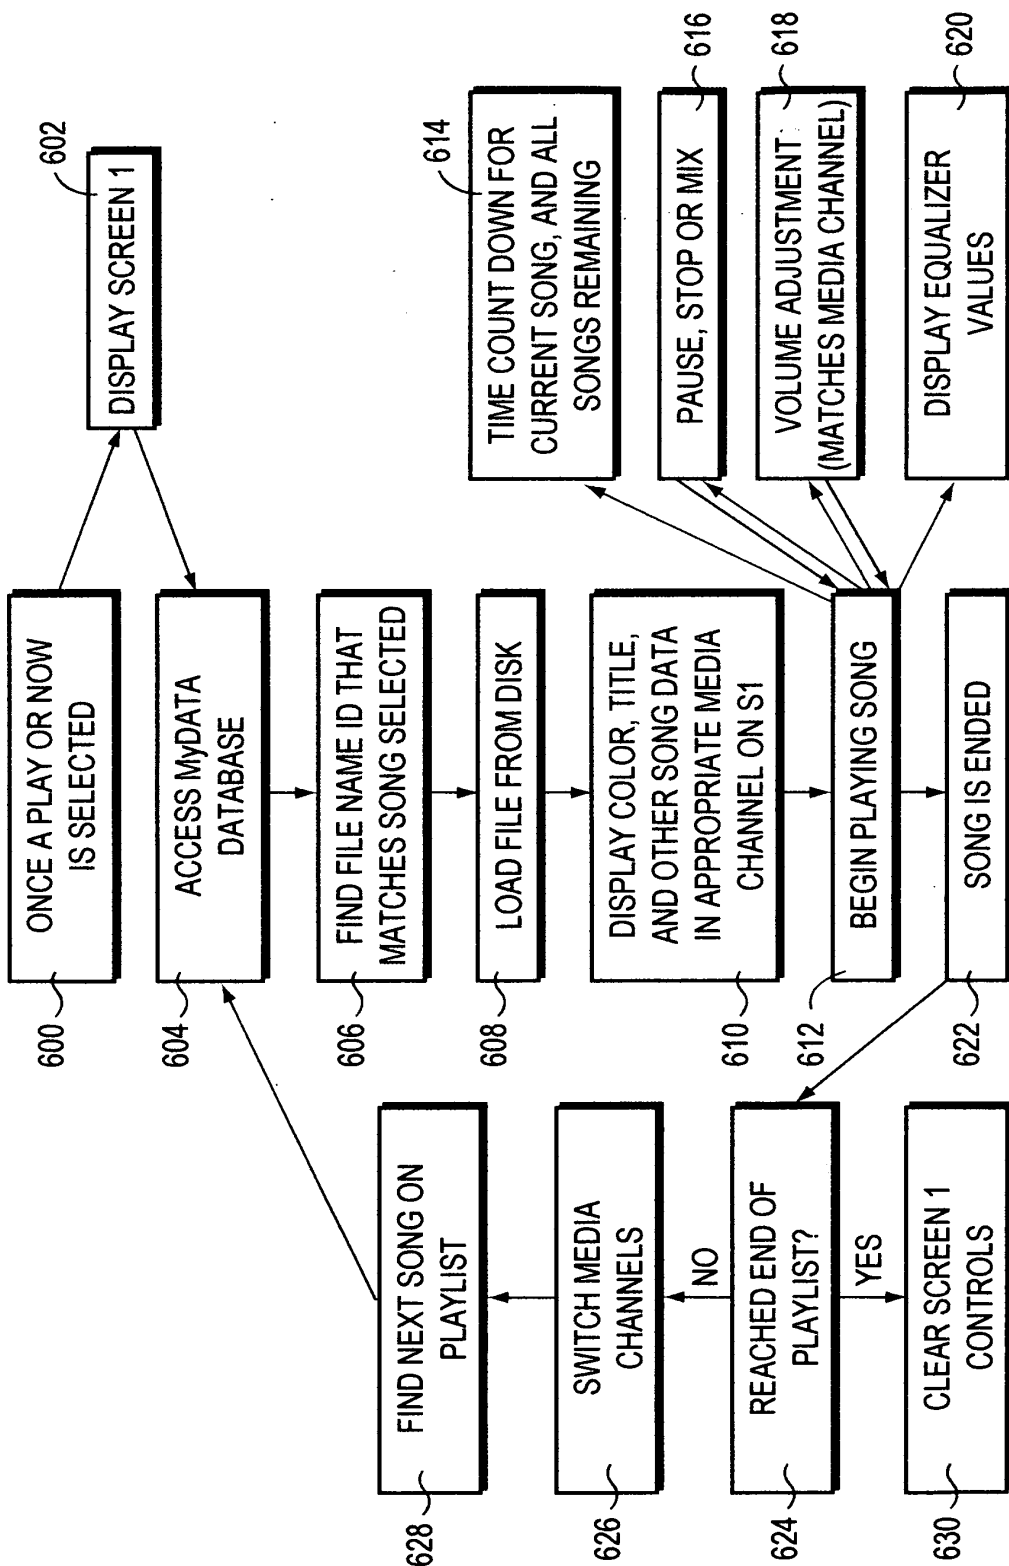 ONCE A PLAY OR NOW
IS SELECTED
600
DISPLAY SCREEN 1
602
ACCESS MyDATA
DATABASE
604
FIND FILE NAME ID THAT
MATCHES SONG SELECTED
606
LOAD FILE FROM DISK
608
DISPLAY COLOR, TITLE,
AND OTHER SONG DATA
IN APPROPRIATE MEDIA
CHANNEL ON S1
610
BEGIN PLAYING SONG
612
TIME COUNT DOWN FOR
CURRENT SONG, AND ALL
SONGS REMAINING
614
PAUSE, STOP OR MIX
616
VOLUME ADJUSTMENT
(MATCHES MEDIA CHANNEL)
618
DISPLAY EQUALIZER
VALUES
620
SONG IS ENDED
622
REACHED END OF
PLAYLIST?
624
NO
YES
SWITCH MEDIA
CHANNELS
626
FIND NEXT SONG ON
PLAYLIST
628
CLEAR SCREEN 1
CONTROLS
630